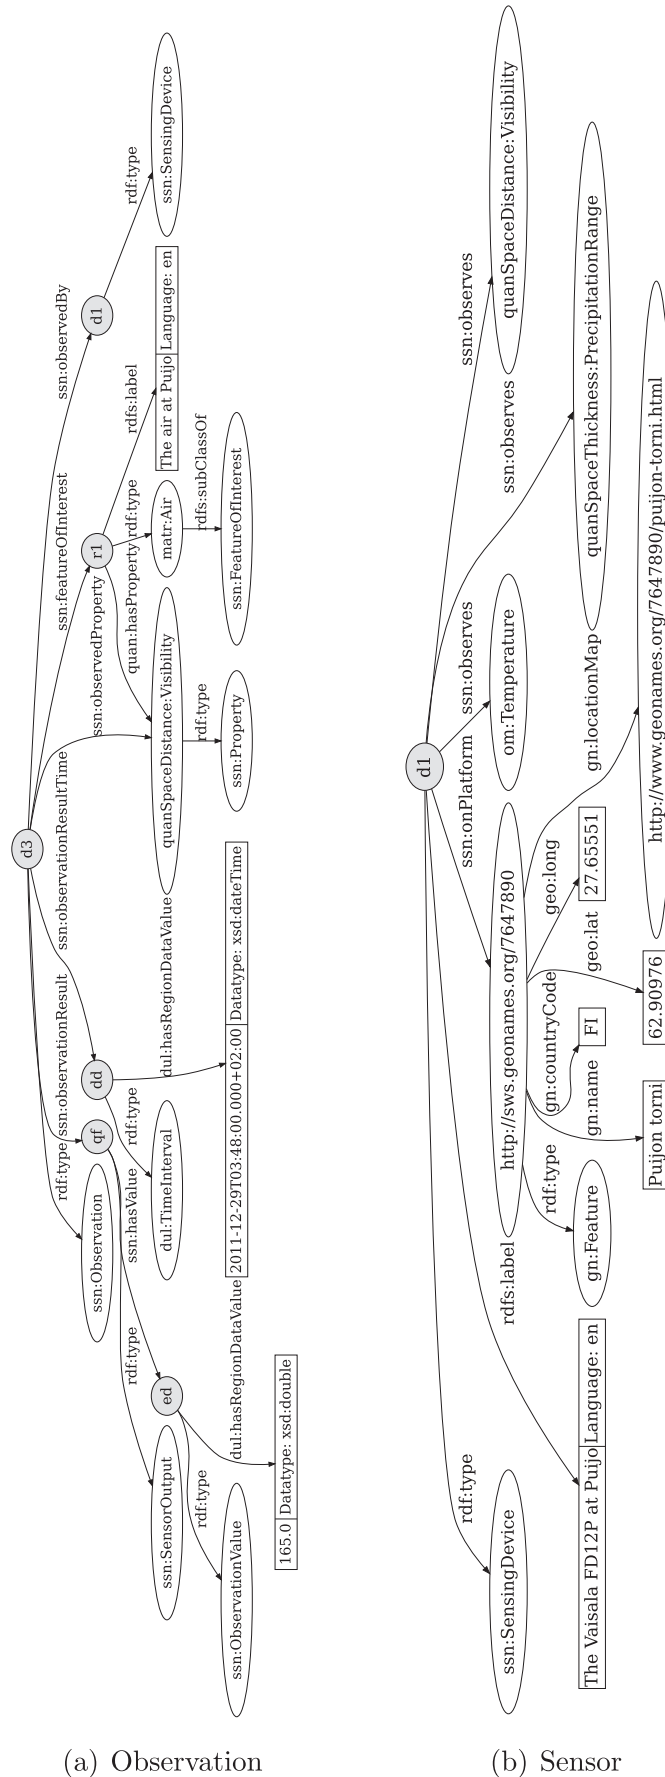 d3
rdf:type
ssn:observationResult
ssn:observationResultTime
ssn:observedProperty
ssn:featureOfInterest
ssn:observedBy
ssn:Observation
qf
dd
r1
d1
rdf:type
ssn:hasValue
rdf:type
dul:hasRegionDataValue
quan:hasProperty
rdf:type
rdfs:label
rdf:type
ssn:SensorOutput
ed
dul:TimeInterval
quanSpaceDistance:Visibility
matr:Air
The air at Puijo
Language: en
ssn:SensingDevice
rdf:type
dul:hasRegionDataValue
rdf:type
rdfs:subClassOf
ssn:ObservationValue
2011-12-29T03:48:00.000+02:00
Datatype: xsd:dateTime
ssn:Property
ssn:FeatureOfInterest
165.0
Datatype: xsd:double
(a) Observation
d1
rdf:type
rdfs:label
ssn:onPlatform
ssn:observes
ssn:observes
ssn:observes
ssn:SensingDevice
http://sws.geonames.org/7647890
om:Temperature
quanSpaceDistance:Visibility
rdf:type
gn:name
gn:countryCode
geo:lat
geo:long
gn:locationMap
The Vaisala FD12P at Puijo
Language: en
gn:Feature
FI
27.65551
quanSpaceThickness:PrecipitationRange
Puijon torni
62.90976
http://www.geonames.org/7647890/puijon-torni.html
(b) Sensor